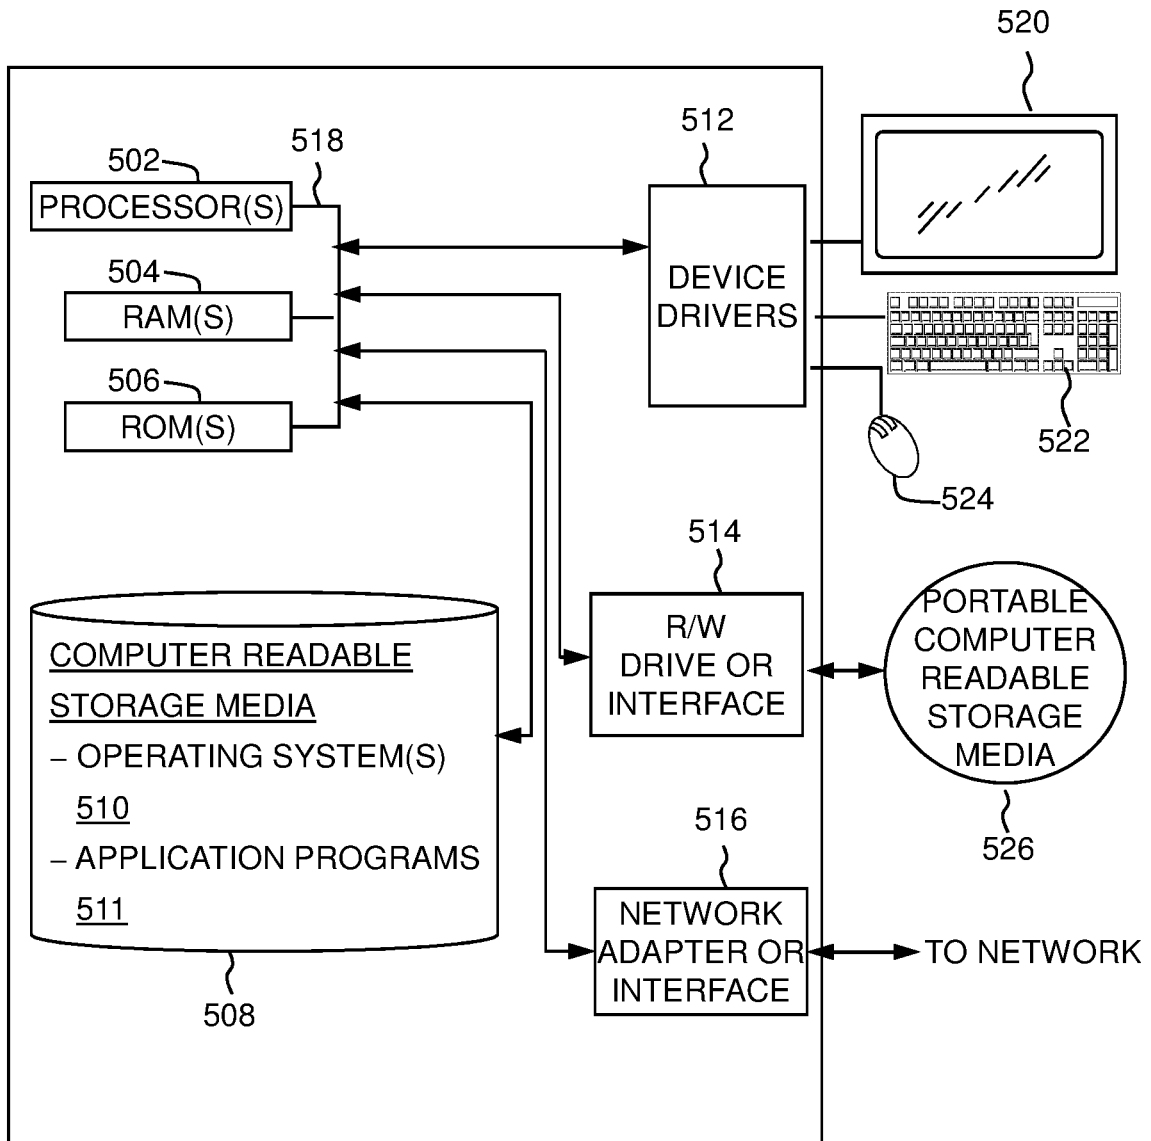 520
518
512
502
PROCESSOR(S)
504
RAM(S)
DEVICE
DRIVERS
506
ROM(S)
522
524
514
R/W
DRIVE OR
INTERFACE
PORTABLE
COMPUTER
READABLE
STORAGE
MEDIA
526
COMPUTER READABLE
STORAGE MEDIA
– OPERATING SYSTEM(S)
510
– APPLICATION PROGRAMS
511
508
516
NETWORK
ADAPTER OR
INTERFACE
TO NETWORK